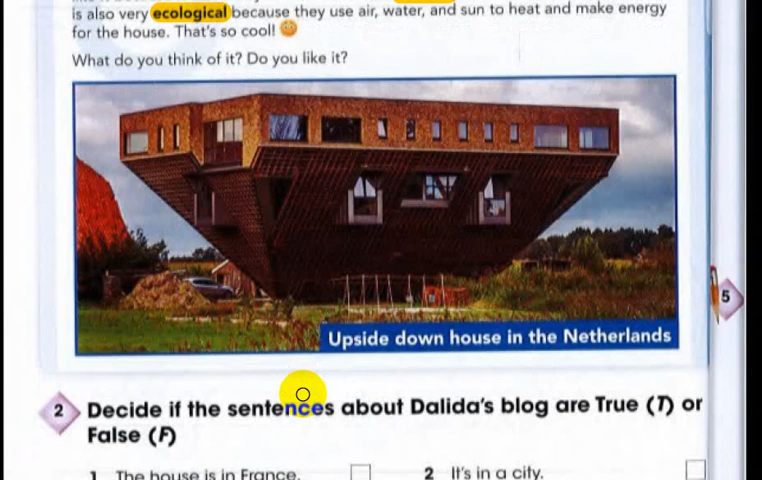 is also very ecological because they use air, water, and sun to heat and make energy
for the house. That's so cool!
What do you think of it? Do you like it?
Upside down house in the Netherlands
5
2 Decide if the sentences about Dalida's blog are True (T) or
False (F)
1 The house is in France.
2 It's in a city.